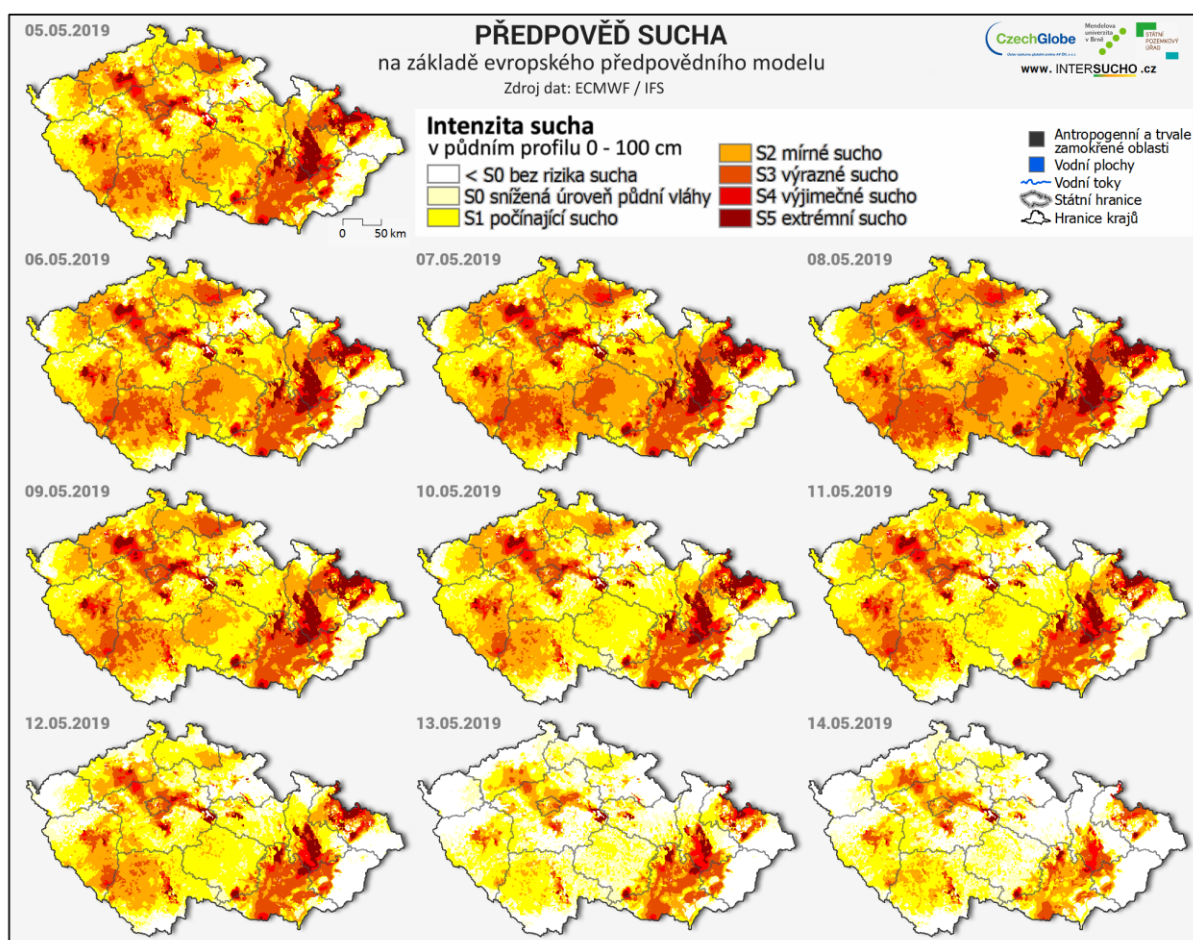 05.05.2019
PŘEDPOVĚĎ SUCHA
na základě evropského předpovědního modelu
Zdroj dat: ECMWF / IFS
CzechGlobe
Mendelova
univerzita
v Brně
STÁTNÍ
POZEMKOVÝ
ÚŘAD
www. INTERSUCHO .cz
Intenzita sucha
v půdním profilu 0 - 100 cm
< S0 bez rizika sucha
S0 snížená úroveň půdní vláhy
S1 počínající sucho
S2 mírné sucho
S3 výrazné sucho
S4 výjimečné sucho
S5 extrémní sucho
Antropogenní a trvale
zamokřené oblasti
Vodní plochy
Vodní toky
Státní hranice
Hranice krajů
0 50 km
06.05.2019
07.05.2019
08.05.2019
09.05.2019
10.05.2019
11.05.2019
12.05.2019
13.05.2019
14.05.2019